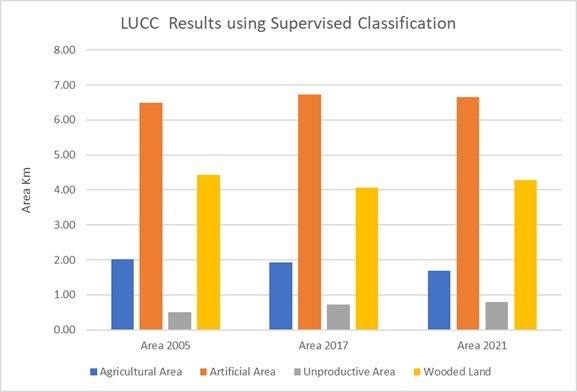 LUCC Results using Supervised Classification
8.00
7.00
6.00
5.00
4.00
3.00
2.00
1.00
0.00
Area Km
Area 2005 Area 2017 Area 2021
Agricultural Area Artificial Area Unproductive Area Wooded Land